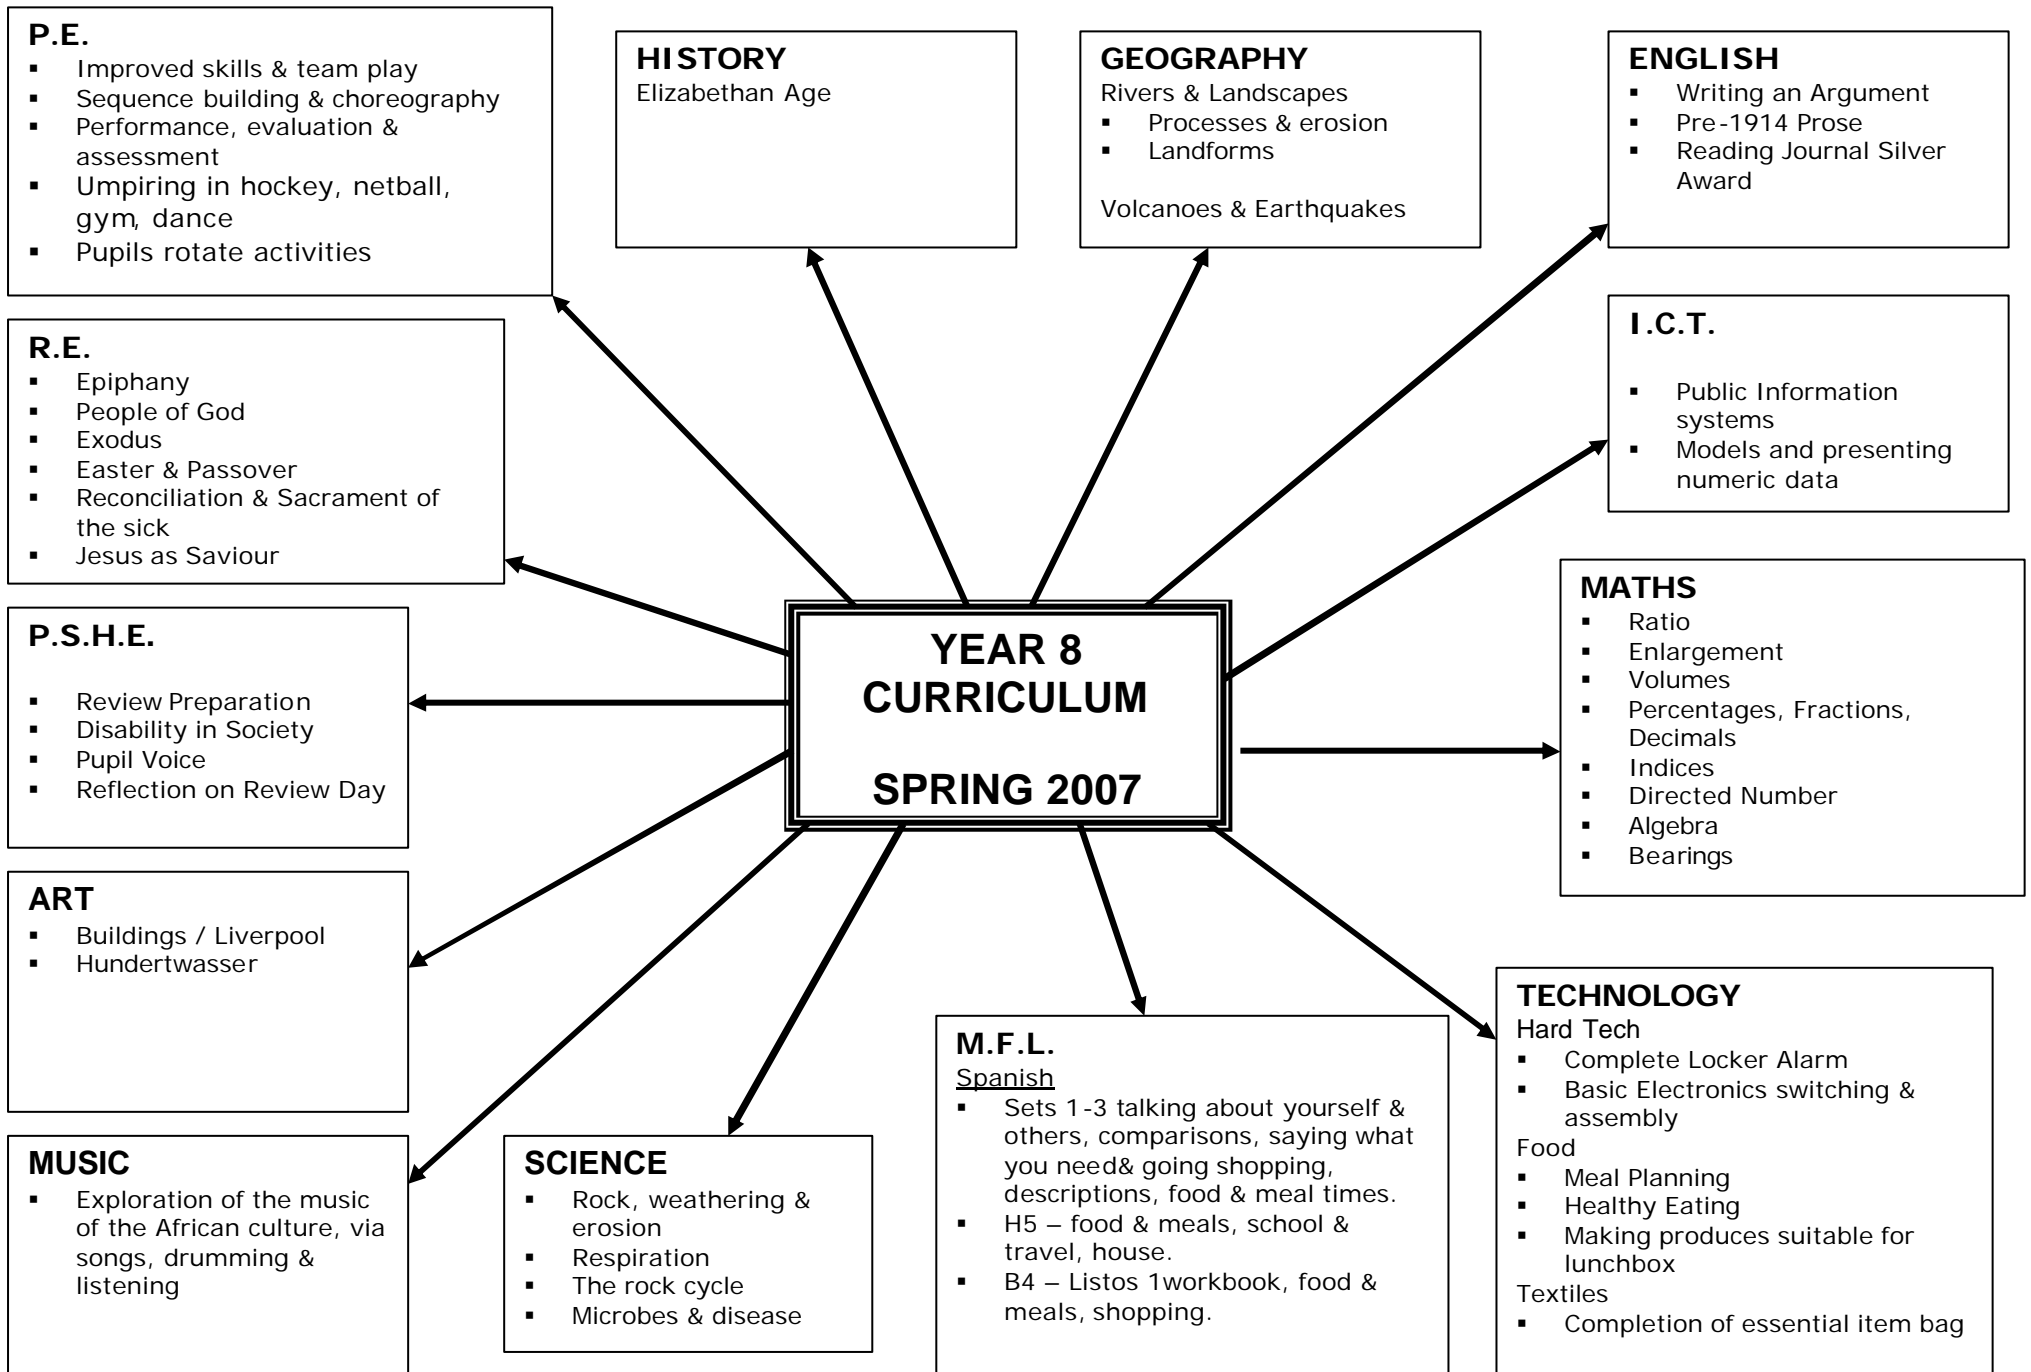 P.E.
▪ Improved skills & team play
▪ Sequence building & choreography
▪ Performance, evaluation &
assessment
▪ Umpiring in hockey, netball,
gym, dance
▪ Pupils rotate activities
HISTORY
Elizabethan Age
GEOGRAPHY
Rivers & Landscapes
▪ Processes & erosion
▪ Landforms
Volcanoes & Earthquakes
ENGLISH
▪ Writing an Argument
▪ Pre-1914 Prose
▪ Reading Journal Silver
Award
R.E.
▪ Epiphany
▪ People of God
▪ Exodus
▪ Easter & Passover
▪ Reconciliation & Sacrament of
the sick
▪ Jesus as Saviour
I.C.T.
▪ Public Information
systems
▪ Models and presenting
numeric data
P.S.H.E.
▪ Review Preparation
▪ Disability in Society
▪ Pupil Voice
▪ Reflection on Review Day
YEAR 8
CURRICULUM
SPRING 2007
MATHS
▪ Ratio
▪ Enlargement
▪ Volumes
▪ Percentages, Fractions,
Decimals
▪ Indices
▪ Directed Number
▪ Algebra
▪ Bearings
ART
▪ Buildings / Liverpool
▪ Hundertwasser
MUSIC
▪ Exploration of the music
of the African culture, via
songs, drumming &
listening
SCIENCE
▪ Rock, weathering &
erosion
▪ Respiration
▪ The rock cycle
▪ Microbes & disease
M.F.L.
Spanish
▪ Sets 1-3 talking about yourself &
others, comparisons, saying what
you need& going shopping,
descriptions, food & meal times.
▪ H5 – food & meals, school &
travel, house.
▪ B4 – Listos 1workbook, food &
meals, shopping.
TECHNOLOGY
Hard Tech
▪ Complete Locker Alarm
▪ Basic Electronics switching &
assembly
Food
▪ Meal Planning
▪ Healthy Eating
▪ Making produces suitable for
lunchbox
Textiles
▪ Completion of essential item bag